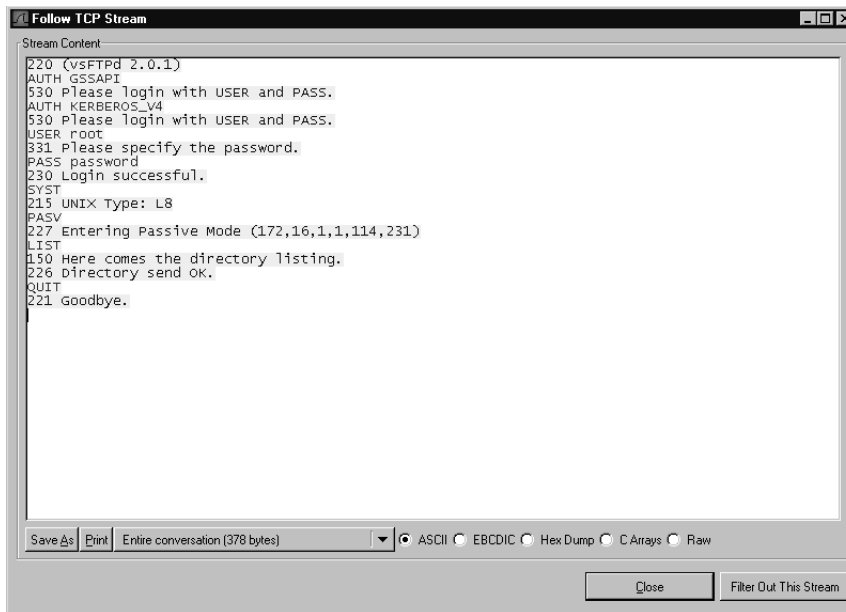 Follow TCP Stream
Stream Content
220 (vsFTPd 2.0.1)
AUTH GSSAPI
530 Please login with USER and PASS.
AUTH KERBEROS_V4
530 Please login with USER and PASS.
USER root
331 Please specify the password.
PASS password
230 Login successful.
SYST
215 UNIX Type: L8
PASV
227 Entering Passive Mode (172,16,1,1,114,231)
LIST
150 Here comes the directory listing.
226 Directory send OK.
QUIT
221 Goodbye.
Save As Print Entire conversation (378 bytes) ASCII EBCDIC Hex Dump C Arrays Raw
Close Filter Out This Stream